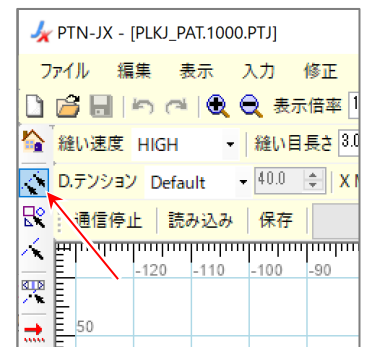 PTN-JX - [PLKJ_PAT.1000.PTJ]
ファイル 編集 表示 入力 修正
表示倍率 1
縫い速度 HIGH 縫い目長さ 3.0
D.テンション Default 40.0 X
通信停止 読み込み 保存
-120 -110 -100 -90
50